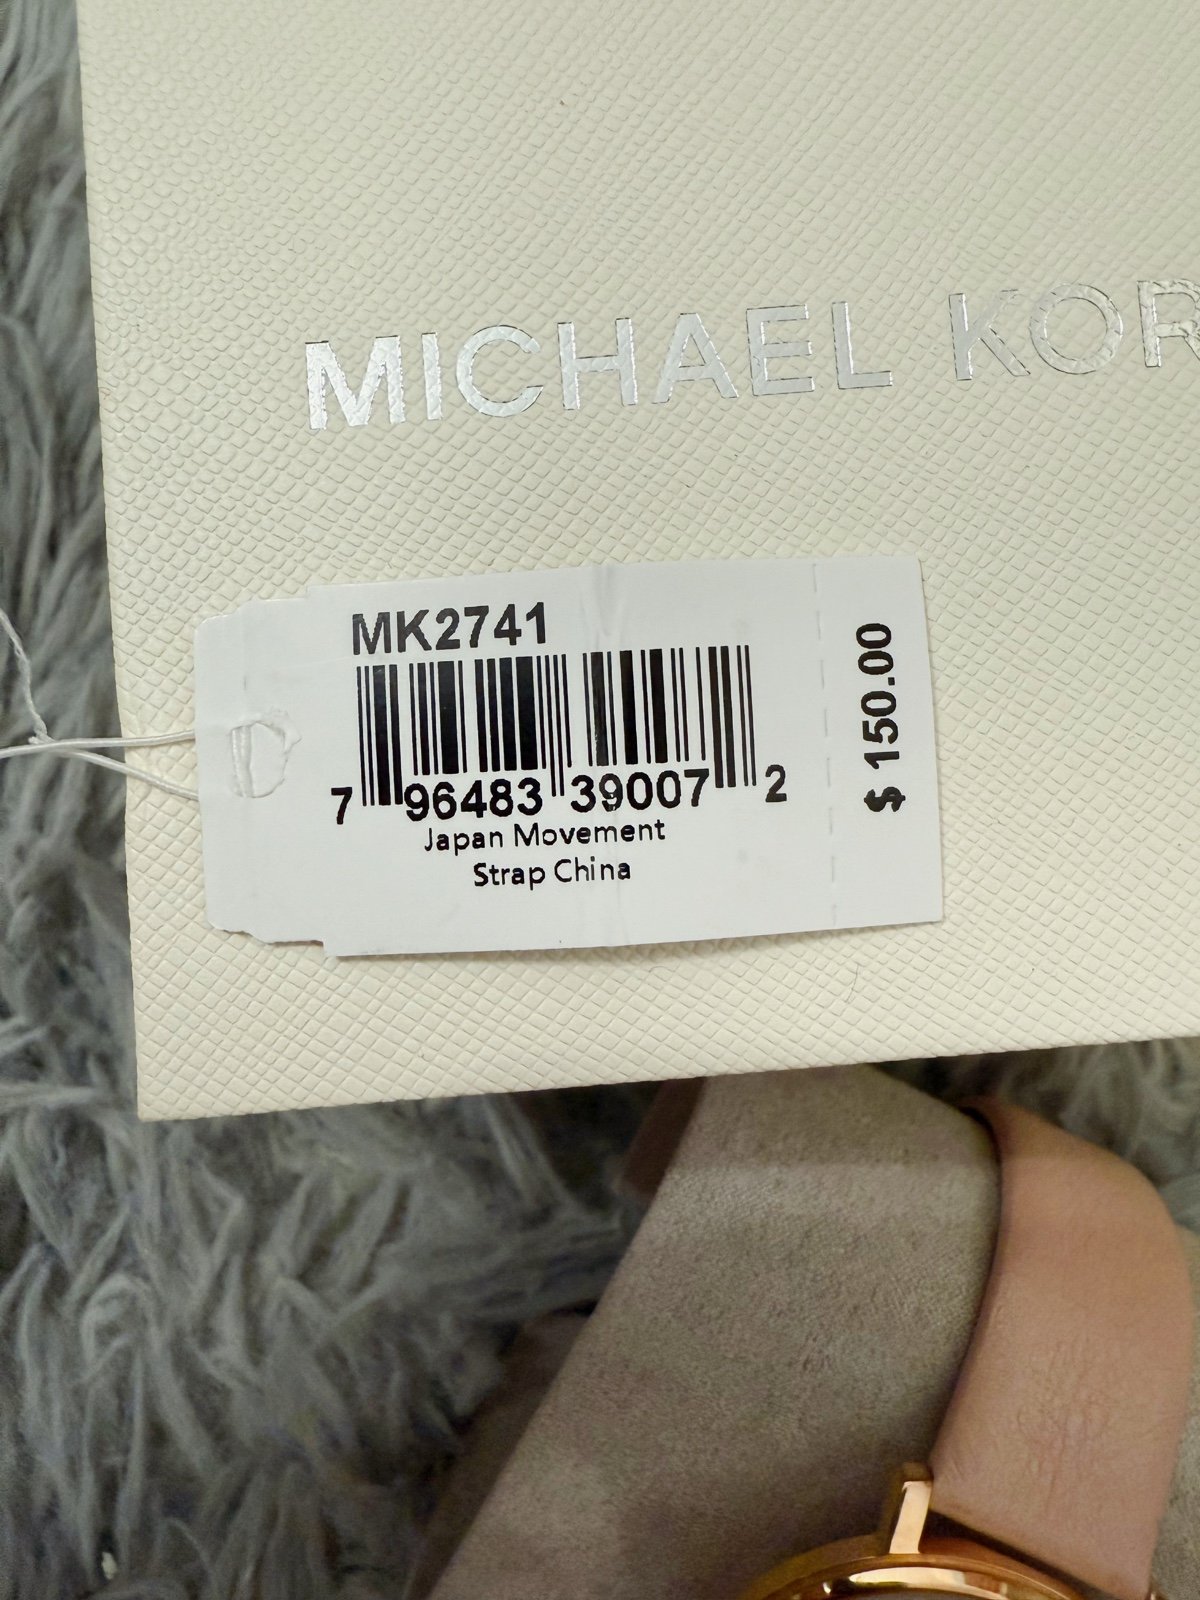 MICHAEL KOR
MK2741
7 96483 39007 2
Japan Movement
Strap China
$ 150.00